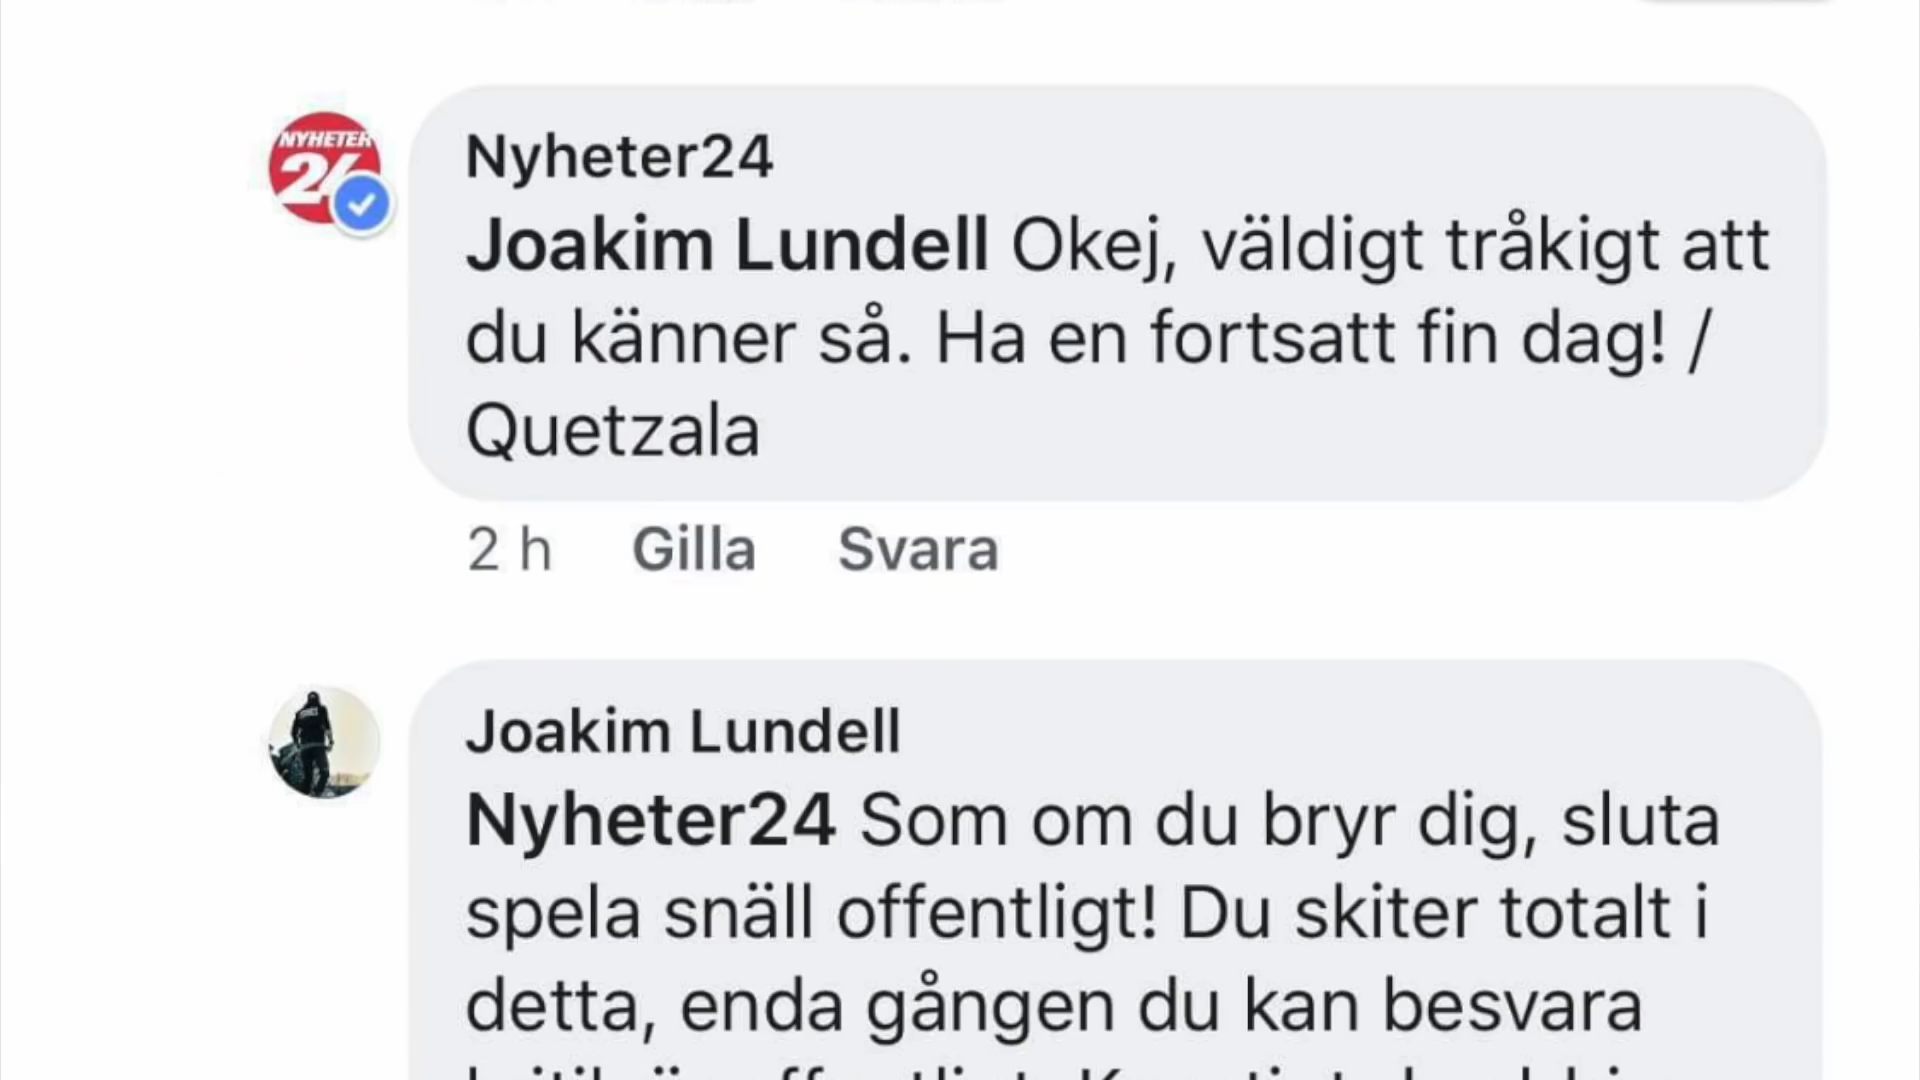 NYHETER
24
Nyheter24
Joakim Lundell Okej, väldigt tråkigt att
du känner så. Ha en fortsatt fin dag! /
Quetzala
2 h Gilla Svara
Joakim Lundell
Nyheter24 Som om du bryr dig, sluta
spela snäll offentligt! Du skiter totalt i
detta, enda gången du kan besvara